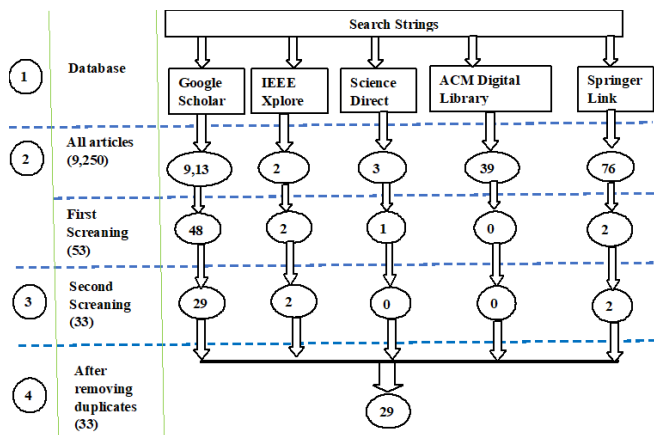 Search Strings
1
Database
Google
Scholar
IEEE
Xplore
Science
Direct
ACM Digital
Library
Springer
Link
2
All articles
(9,250)
9,13
2
3
39
76
First
Screaning
(53)
48
2
1
0
2
3
Second
Screaning
(33)
29
2
0
0
2
4
After
removing
duplicates
(33)
29